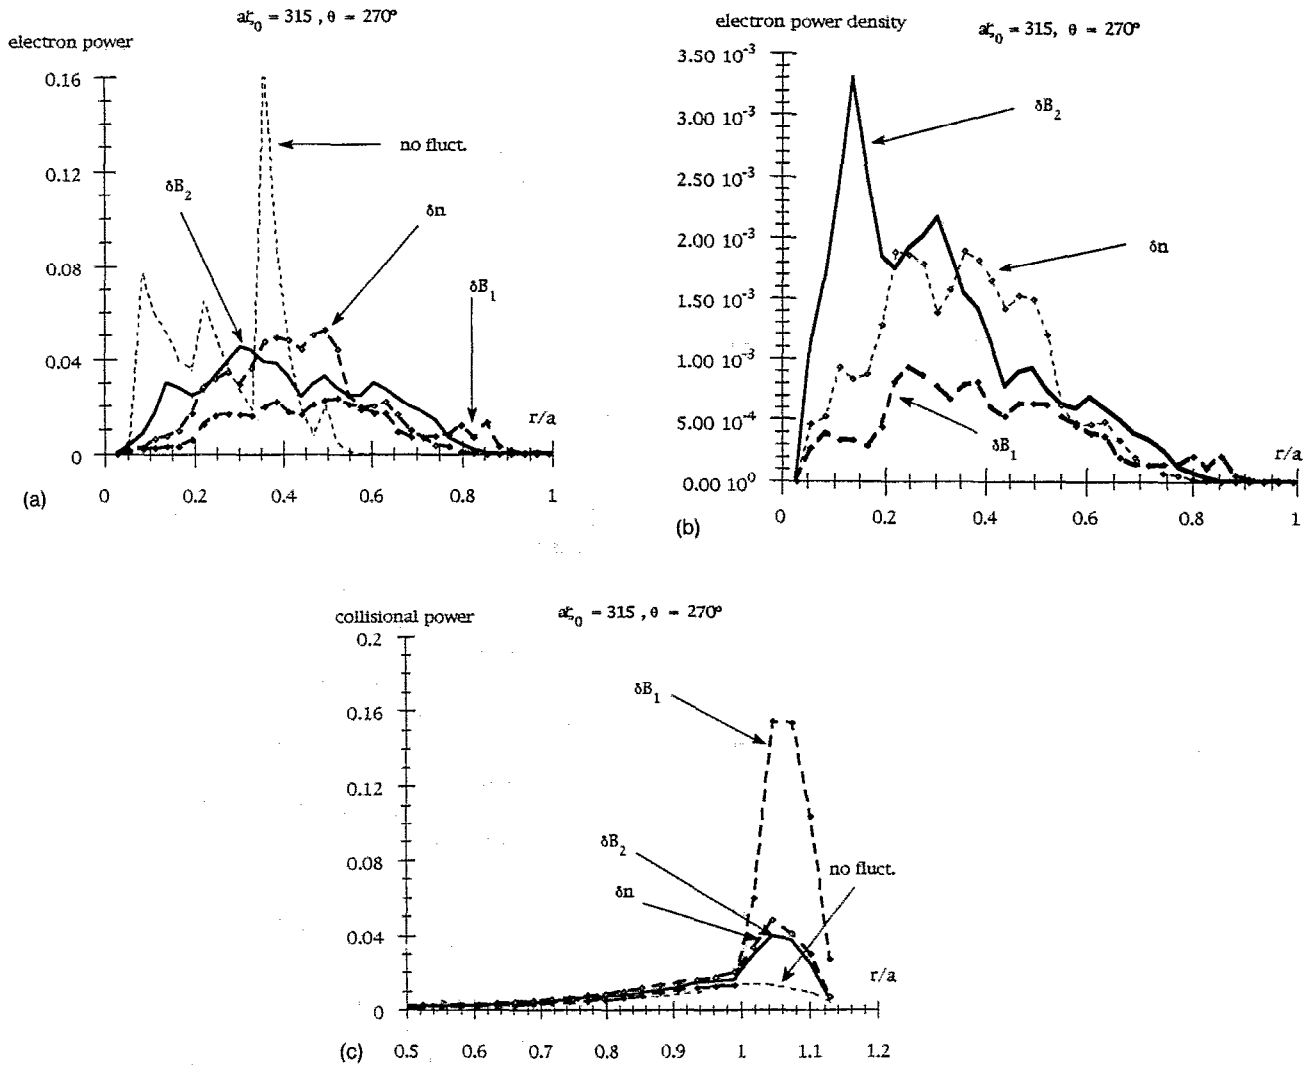 aζ₀ = 315 , θ = 270°
electron power
0.16
no fluct.
0.12
δB₂
δn
0.08
δB₁
0.04
r/a
0
0 0.2 0.4 0.6 0.8 1
(a)
electron power density
aζ₀ = 315, θ = 270°
3.50 10⁻³
δB₂
3.00 10⁻³
2.50 10⁻³
2.00 10⁻³
δn
1.50 10⁻³
1.00 10⁻³
5.00 10⁻⁴
δB₁
r/a
0.00 10⁰
0 0.2 0.4 0.6 0.8 1
(b)
collisional power
aζ₀ = 315 , θ = 270°
0.2
δB₁
0.16
0.12
δB₂
0.08
no fluct.
δn
0.04
r/a
0
(c)
0.5 0.6 0.7 0.8 0.9 1 1.1 1.2